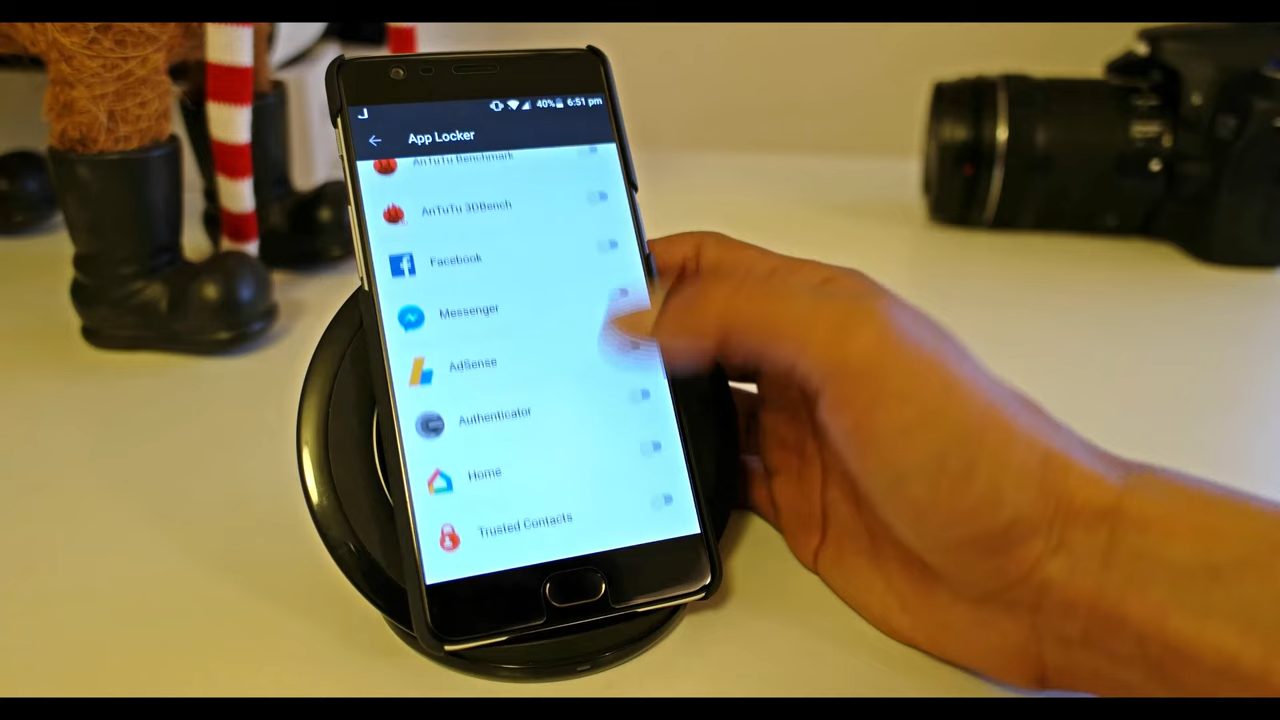 40% 6:51 pm
App Locker
AnTuTu Benchmark
AnTuTu 3DBench
Facebook
Messenger
AdSense
Authenticator
Home
Trusted Contacts